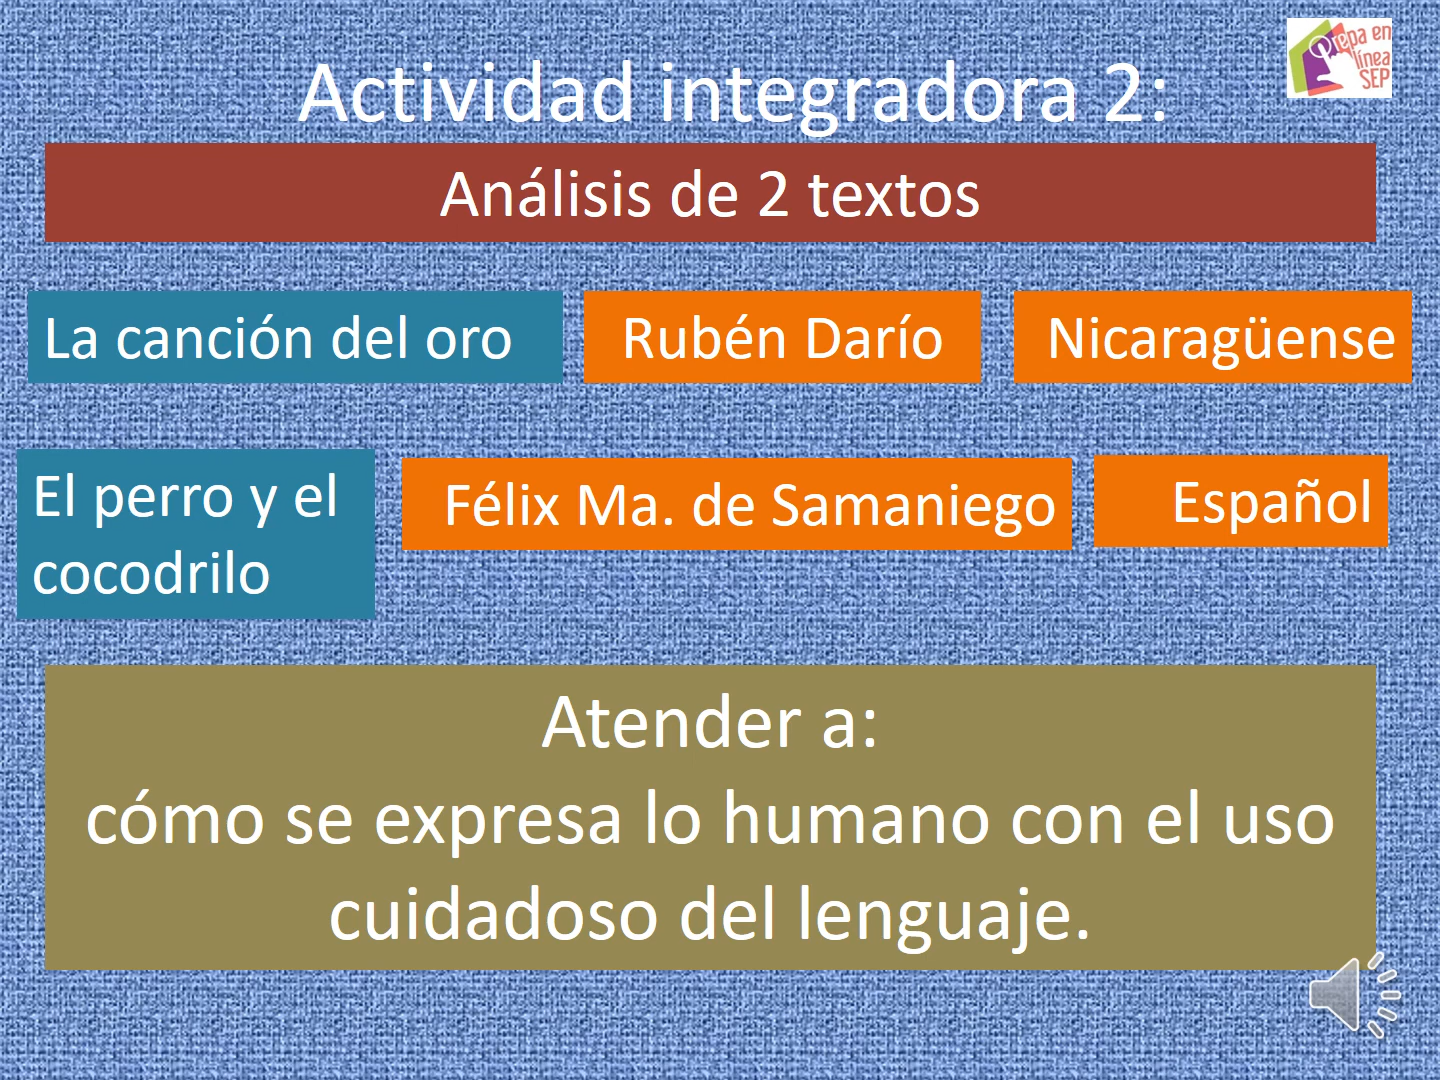 Actividad integradora 2:
Prepa en
línea
SEP
Análisis de 2 textos
La canción del oro
Rubén Darío
Nicaragüense
El perro y el
cocodrilo
Félix Ma. de Samaniego
Español
Atender a:
cómo se expresa lo humano con el uso
cuidadoso del lenguaje.